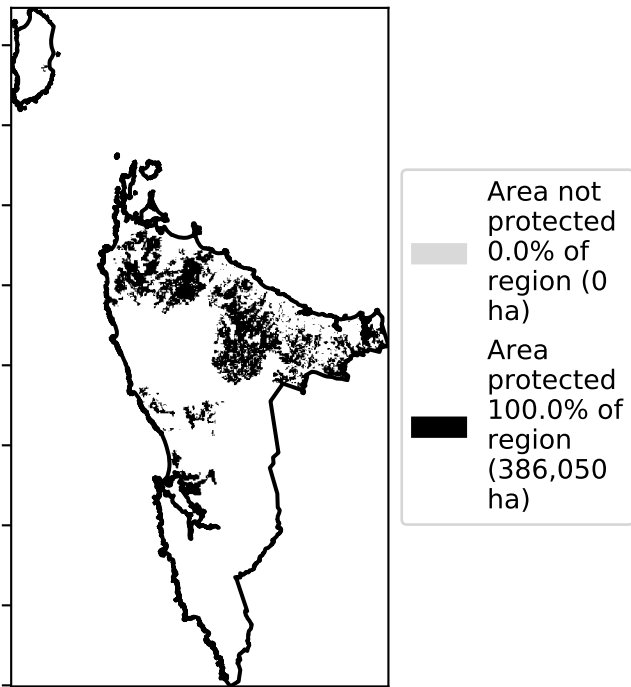 Area not
protected
0.0% of
region (0
ha)
Area
protected
100.0% of
region
(386,050
ha)